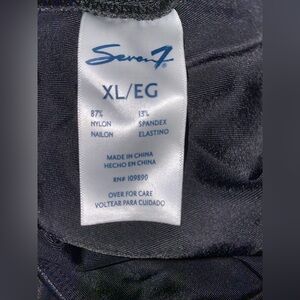 Seven7
XL/EG
87% 13%
NYLON SPANDEX
NAILON ELASTINO
MADE IN CHINA
HECHO EN CHINA
RN# 109890
OVER FOR CARE
VOLTEAR PARA CUIDADO